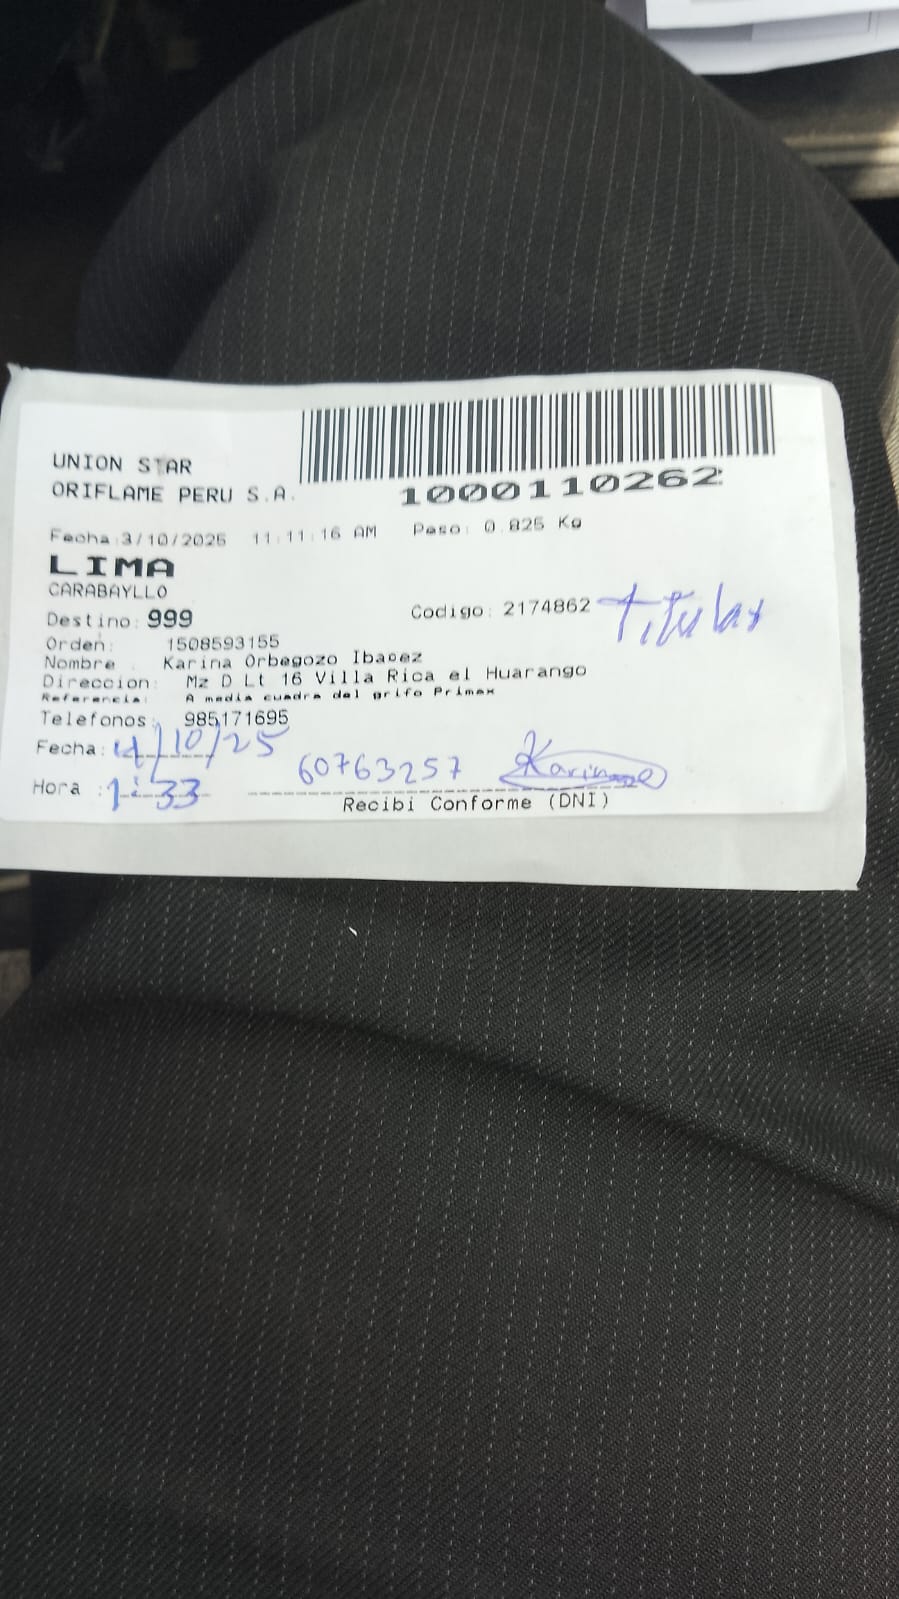 UNION STAR
ORIFLAME PERU S.A.
1000110262
Fecha:3/10/2025 11:11:16 AM Peso: 0.825 Kg
LIMA
CARABAYLLO
Destino: 999 Codigo: 2174862 titular
Orden: 1508593155
Nombre : Karina Orbegozo Ibañez
Direccion: Mz D Lt 16 Villa Rica el Huarango
Referencia: A media cuadra del grifo Primax
Telefonos: 985171695
Fecha: 4/10/25
60763257 Karina
Hora : 1:33
Recibi Conforme (DNI)